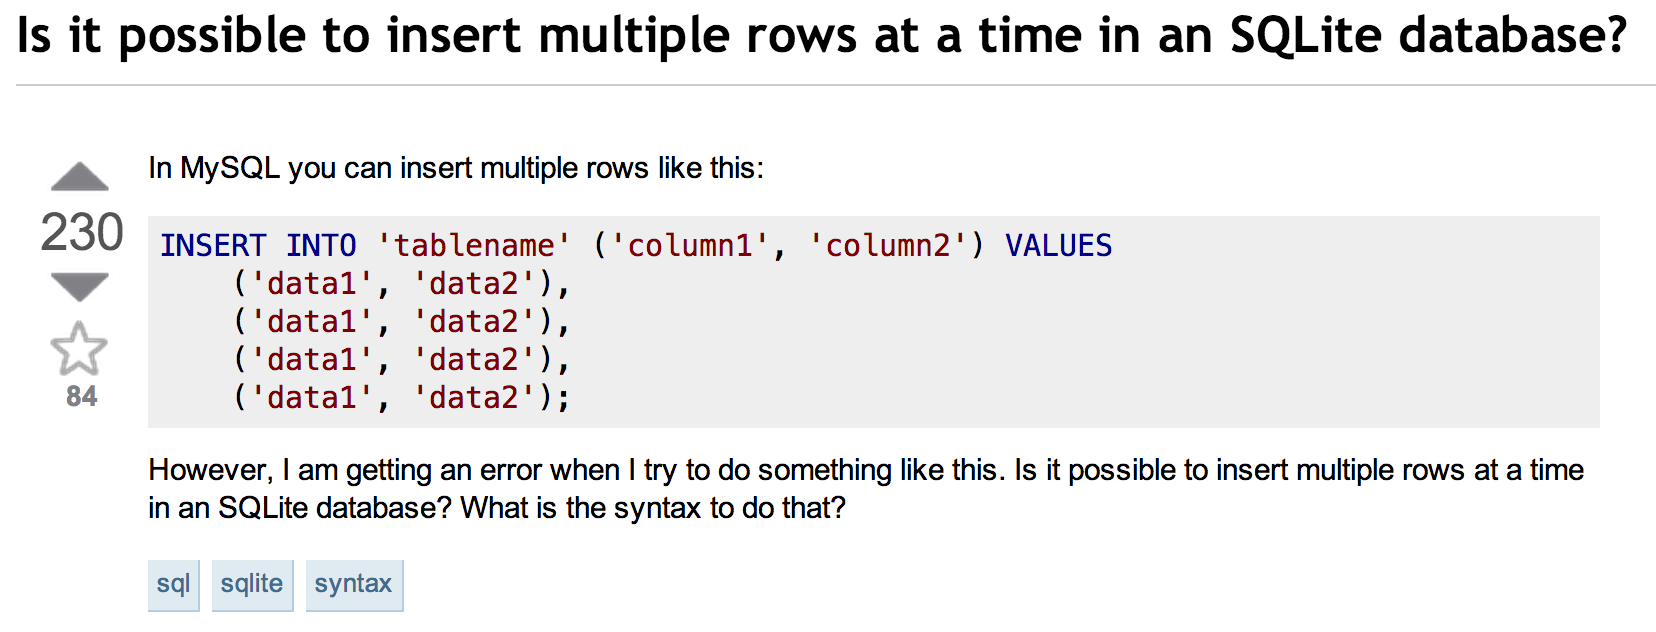 Is it possible to insert multiple rows at a time in an SQLite database?
In MySQL you can insert multiple rows like this:
230
INSERT INTO 'tablename' ('column1', 'column2') VALUES
('data1', 'data2'),
('data1', 'data2'),
('data1', 'data2'),
('data1', 'data2');
84
However, I am getting an error when I try to do something like this. Is it possible to insert multiple rows at a time
in an SQLite database? What is the syntax to do that?
sql sqlite syntax